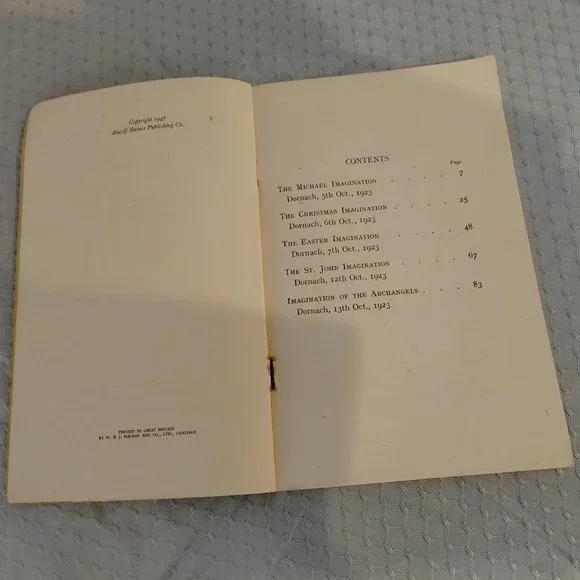 Copyright 1947
Rudolf Steiner Publishing Co.
PRINTED IN GREAT BRITAIN
BY W. & J. MACKAY AND CO., LTD., CHATHAM
CONTENTS
Page
THE MICHAEL IMAGINATION . . . . 7
Dornach, 5th Oct., 1923
THE CHRISTMAS IMAGINATION . . . 25
Dornach, 6th Oct., 1923
THE EASTER IMAGINATION . . . 48
Dornach, 7th Oct., 1923
THE ST. JOHN IMAGINATION . . . 67
Dornach, 12th Oct., 1923
IMAGINATION OF THE ARCHANGELS . . . 83
Dornach, 13th Oct., 1923